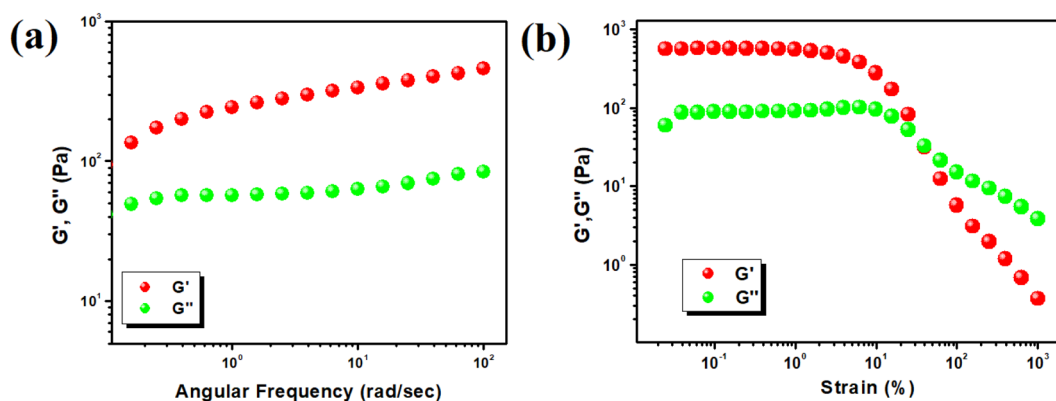 (a)
10³
10²
10¹
G', G'' (Pa)
G'
G''
10⁰ 10¹ 10²
Angular Frequency (rad/sec)
(b)
10³
10²
10¹
10⁰
G',G'' (Pa)
G'
G''
10⁻¹ 10⁰ 10¹ 10² 10³
Strain (%)